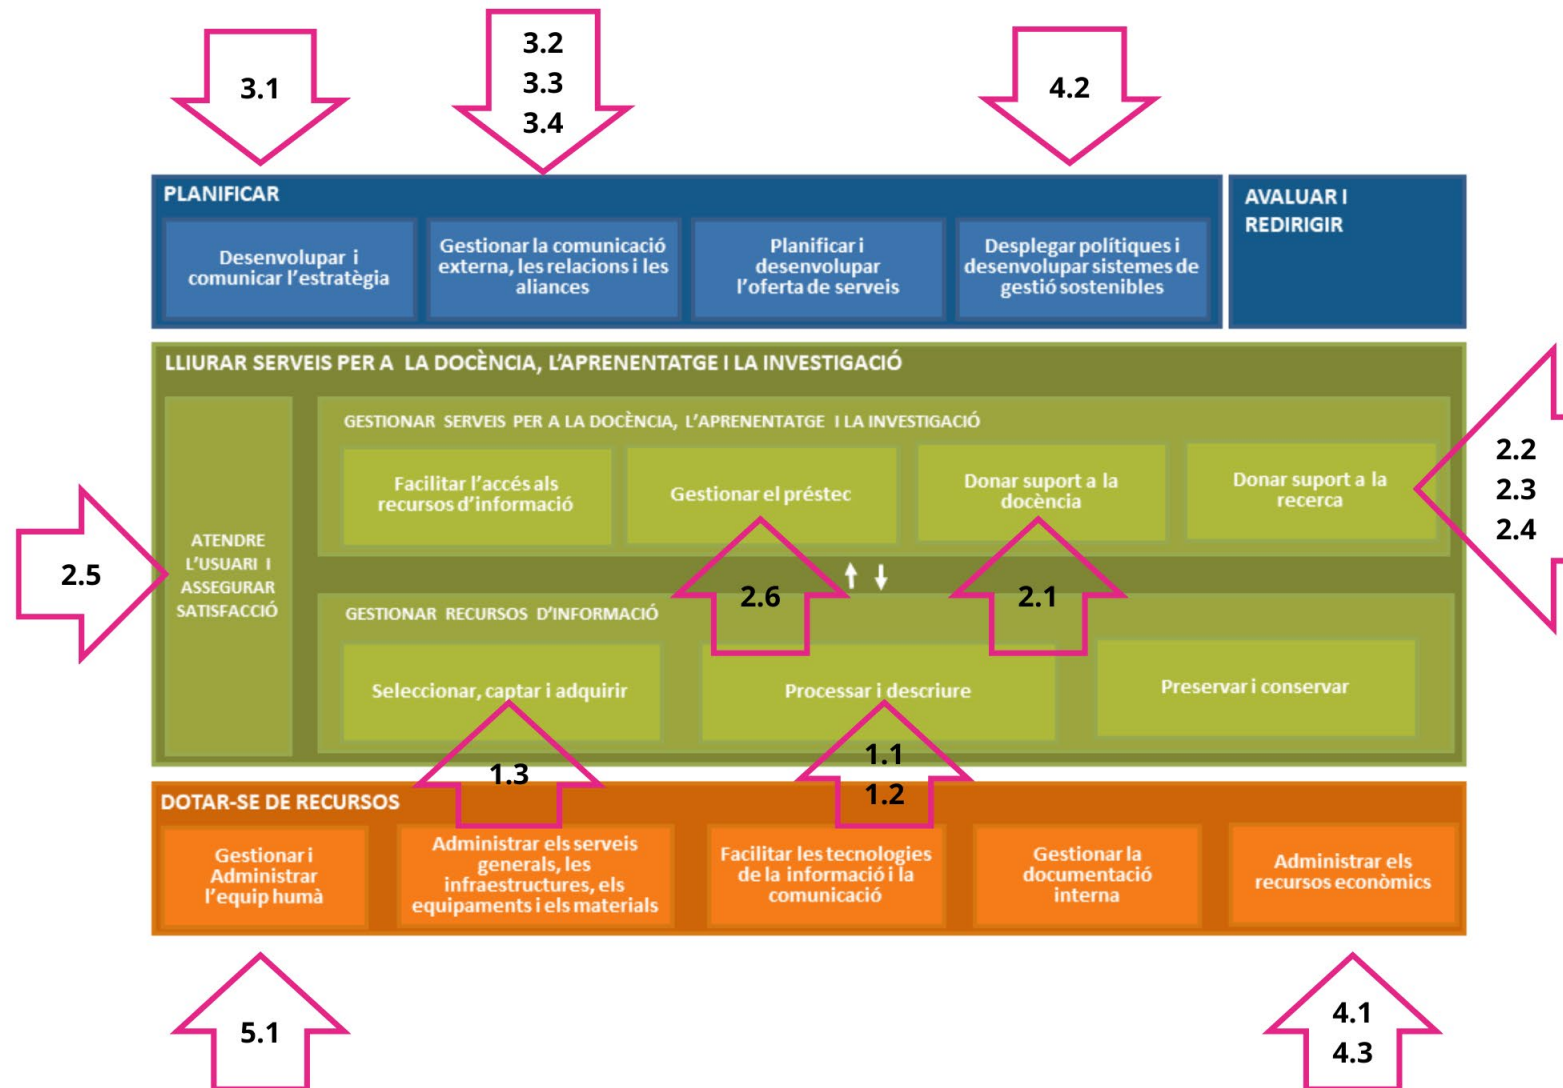 3.1
3.2
3.3
3.4
4.2
PLANIFICAR
Desenvolupar i
comunicar l'estratègia
Gestionar la comunicació
externa, les relacions i les
aliances
Planificar i
desenvolupar
l'oferta de serveis
Desplegar polítiques i
desenvolupar sistemes de
gestió sostenibles
AVALUAR I
REDIRIGIR
LLIURAR SERVEIS PER A LA DOCÈNCIA, L'APRENENTATGE I LA INVESTIGACIÓ
2.5
ATENDRE
L'USUARI I
ASSEGURAR
SATISFACCIÓ
GESTIONAR SERVEIS PER A LA DOCÈNCIA, L'APRENENTATGE I LA INVESTIGACIÓ
Facilitar l'accés als
recursos d'informació
Gestionar el préstec
Donar suport a la
docència
Donar suport a la
recerca
2.2
2.3
2.4
2.6
2.1
GESTIONAR RECURSOS D'INFORMACIÓ
Seleccionar, captar i adquirir
Processar i descriure
Preservar i conservar
1.3
1.1
1.2
DOTAR-SE DE RECURSOS
Gestionar i
Administrar
l'equip humà
Administrar els serveis
generals, les
infraestructures, els
equipaments i els materials
Facilitar les tecnologies
de la informació i la
comunicació
Gestionar la
documentació
interna
Administrar els
recursos econòmics
5.1
4.1
4.3